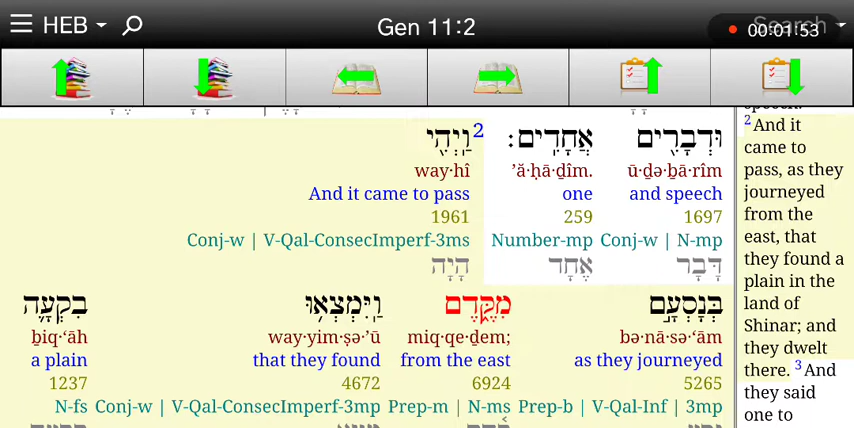 HEB
Gen 11:2
Search
00:01:53
וּדְבָרִ֖ים אֲחָדִֽים׃ 2 וַֽיְהִ֖י
ū·ḏə·ḇā·rîm ’ă·ḥā·ḏîm. way·hî
and speech one And it came to pass
1697 259 1961
Conj-w | N-mp Number-mp Conj-w | V-Qal-ConsecImperf-3ms
דָּבָר אֶחָד הָיָה
בְּנָסְעָ֣ם מִקֶּ֑דֶם וַֽיִּמְצְא֥וּ בִקְעָ֛ה
bə·nā·sə·‘ām miq·qe·ḏem; way·yim·ṣə·’ū ḇiq·‘āh
as they journeyed from the east that they found a plain
5265 6924 4672 1237
Prep-b | V-Qal-Inf | 3mp Prep-m | N-ms Conj-w | V-Qal-ConsecImperf-3mp N-fs
speech.
2 And it
came to
pass, as they
journeyed
from the
east, that
they found a
plain in the
land of
Shinar; and
they dwelt
there. 3 And
they said
one to